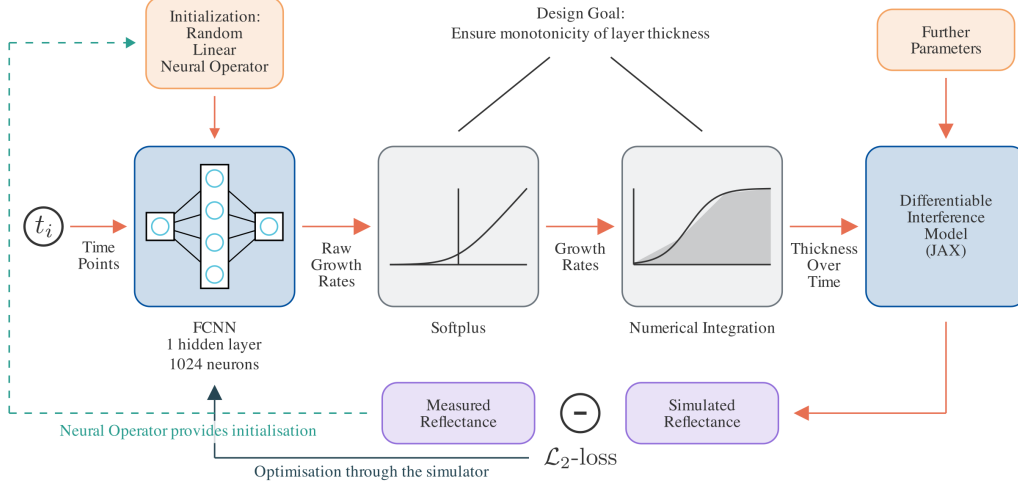 Initialization:
Random
Linear
Neural Operator
Design Goal:
Ensure monotonicity of layer thickness
Further
Parameters
t_i
Time
Points
Raw
Growth
Rates
Growth
Rates
Thickness
Over
Time
Differentiable
Interference
Model
(JAX)
FCNN
1 hidden layer
1024 neurons
Softplus
Numerical Integration
Measured
Reflectance
−
Simulated
Reflectance
Neural Operator provides initialisation
ℒ₂-loss
Optimisation through the simulator